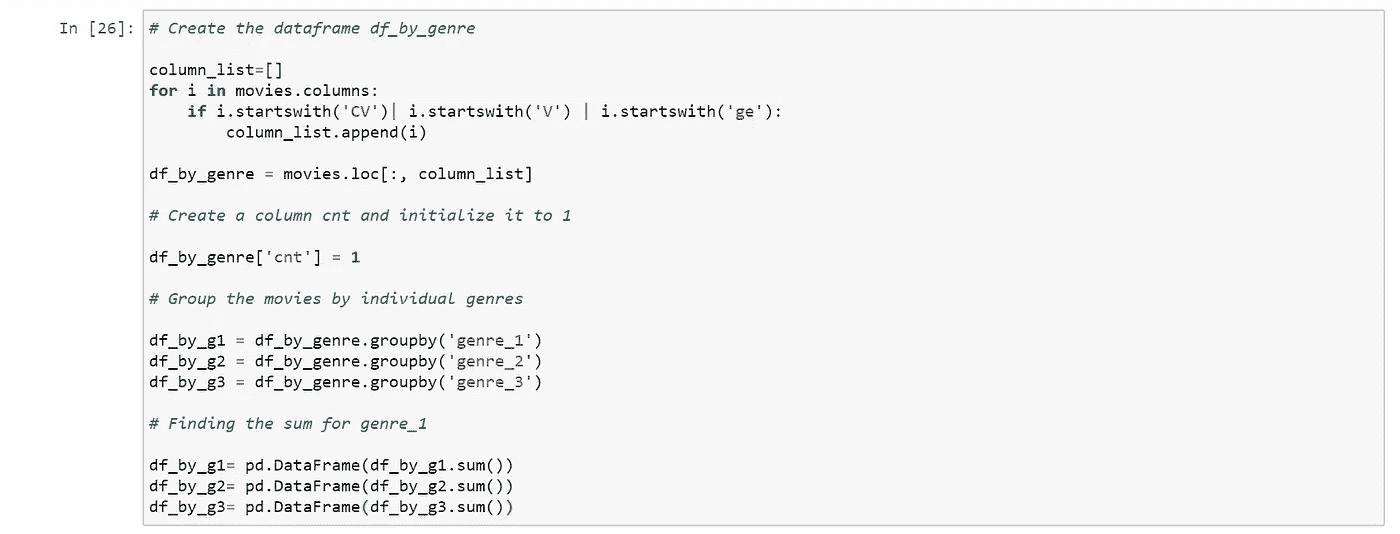 In [26]: # Create the dataframe df_by_genre
column_list=[]
for i in movies.columns:
    if i.startswith('CV')| i.startswith('V') | i.startswith('ge'):
        column_list.append(i)
df_by_genre = movies.loc[:, column_list]
# Create a column cnt and initialize it to 1
df_by_genre['cnt'] = 1
# Group the movies by individual genres
df_by_g1 = df_by_genre.groupby('genre_1')
df_by_g2 = df_by_genre.groupby('genre_2')
df_by_g3 = df_by_genre.groupby('genre_3')
# Finding the sum for genre_1
df_by_g1= pd.DataFrame(df_by_g1.sum())
df_by_g2= pd.DataFrame(df_by_g2.sum())
df_by_g3= pd.DataFrame(df_by_g3.sum())